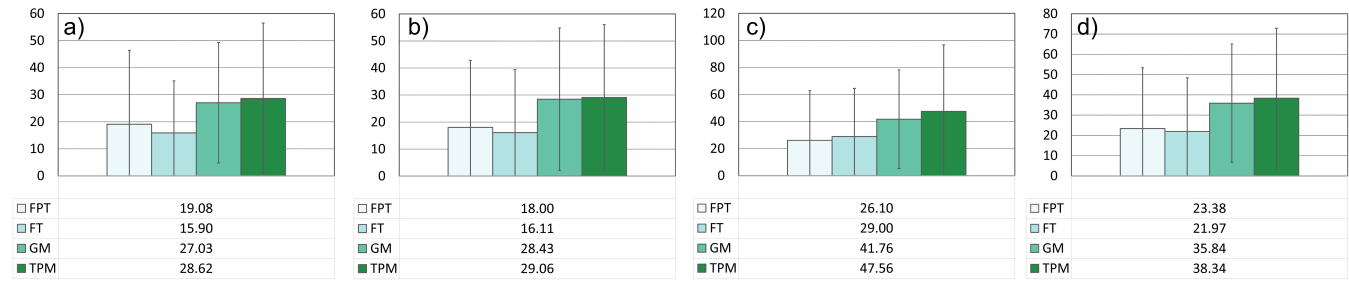 a)
60
50
40
30
20
10
0
FPT 19.08
FT 15.90
GM 27.03
TPM 28.62
b)
60
50
40
30
20
10
0
FPT 18.00
FT 16.11
GM 28.43
TPM 29.06
c)
120
100
80
60
40
20
0
FPT 26.10
FT 29.00
GM 41.76
TPM 47.56
d)
80
70
60
50
40
30
20
10
0
FPT 23.38
FT 21.97
GM 35.84
TPM 38.34